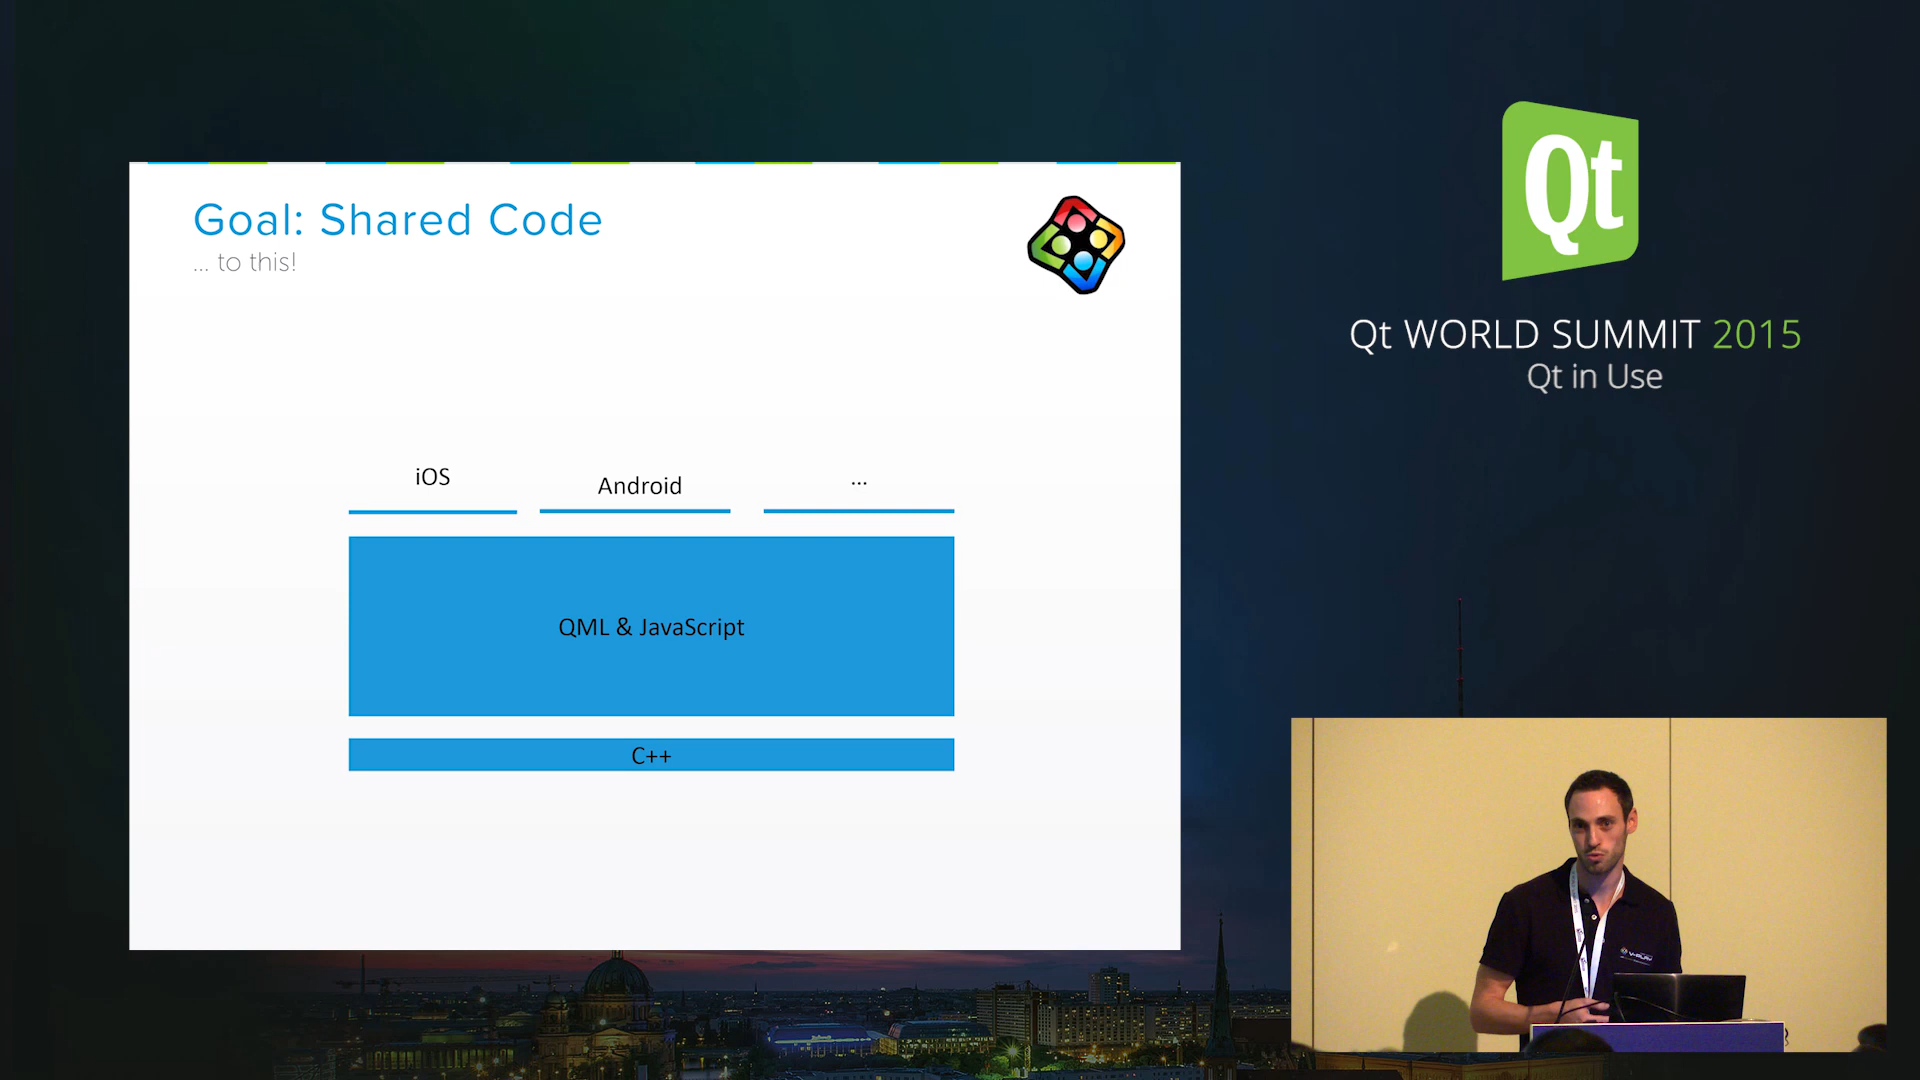 Goal: Shared Code
... to this!
iOS
Android
...
QML & JavaScript
C++
Qt
Qt WORLD SUMMIT 2015
Qt in Use